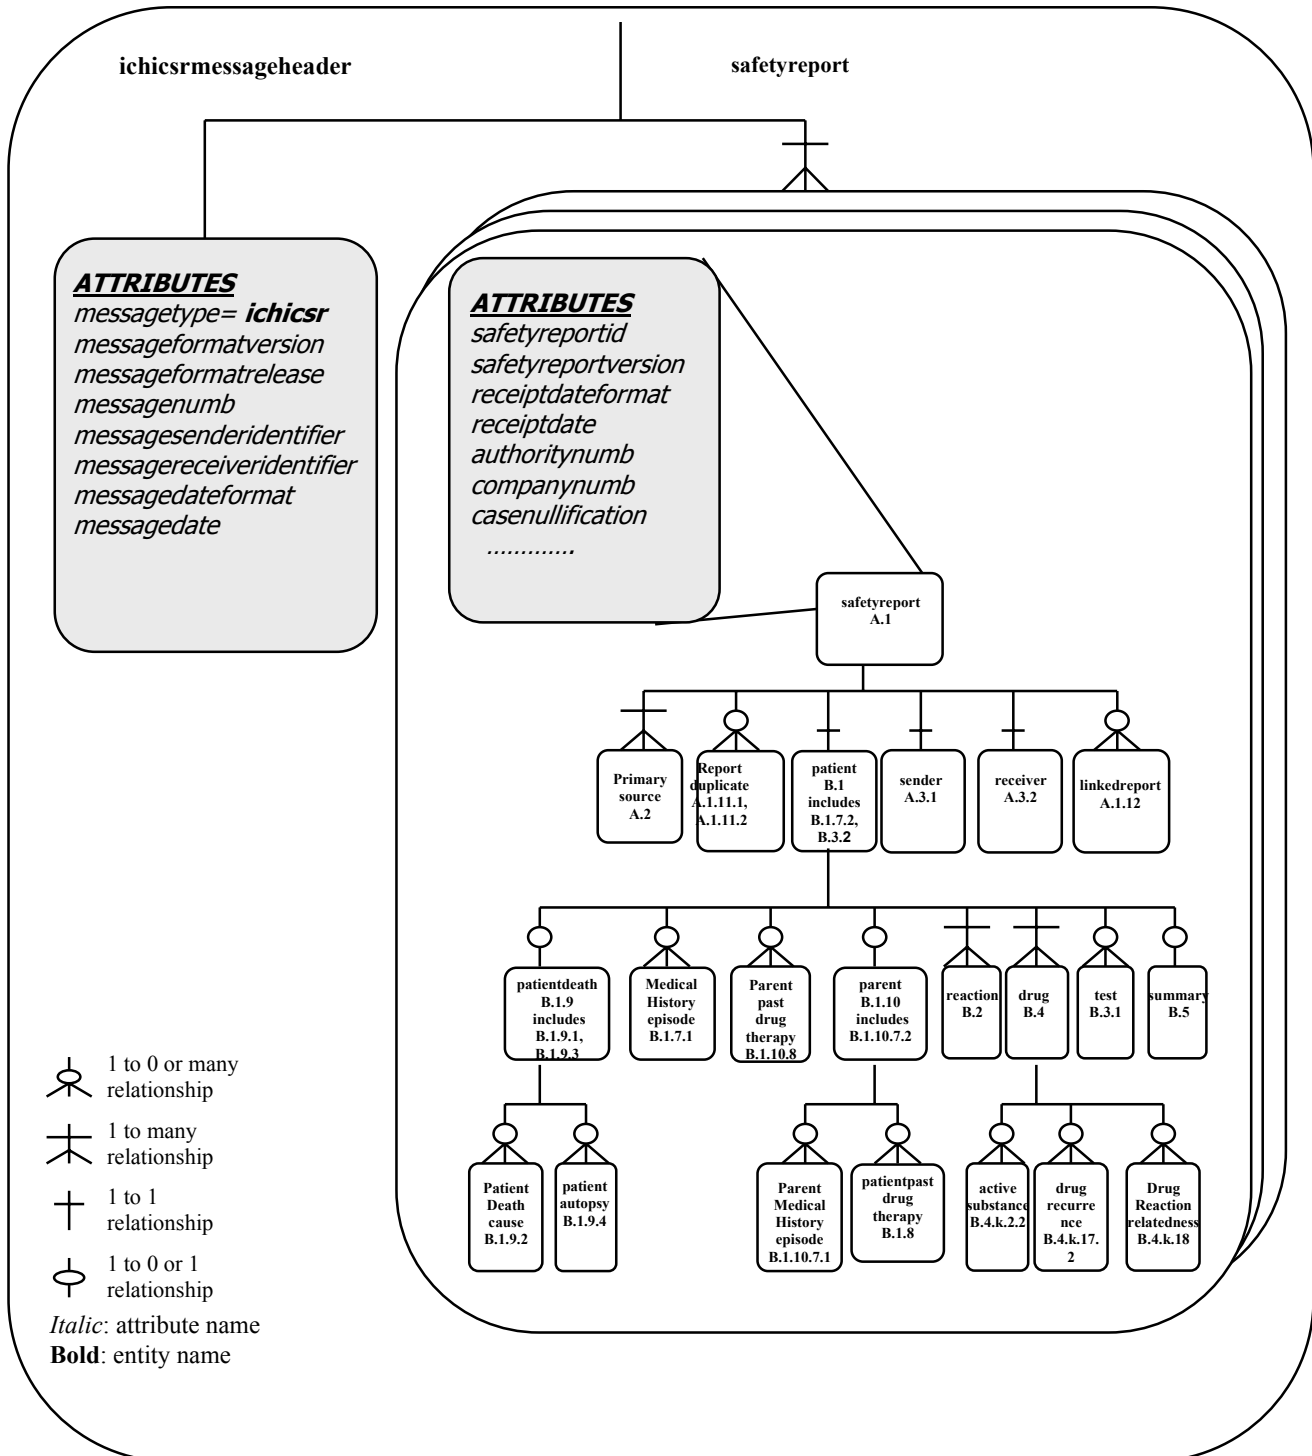 ichicsrmessageheader
safetyreport
ATTRIBUTES
messagetype= ichicsr
messageformatversion
messageformatrelease
messagenumb
messagesenderidentifier
messagereceiveridentifier
messagedateformat
messagedate
ATTRIBUTES
safetyreportid
safetyreportversion
receiptdateformat
receiptdate
authoritynumb
companynumb
casenullification
.............
safetyreport
A.1
Primary
source
A.2
Report
duplicate
A.1.11.1,
A.1.11.2
patient
B.1
includes
B.1.7.2,
B.3.2
sender
A.3.1
receiver
A.3.2
linkedreport
A.1.12
patientdeath
B.1.9
includes
B.1.9.1,
B.1.9.3
Medical
History
episode
B.1.7.1
Parent
past
drug
therapy
B.1.10.8
parent
B.1.10
includes
B.1.10.7.2
reaction
B.2
drug
B.4
test
B.3.1
summary
B.5
Patient
Death
cause
B.1.9.2
patient
autopsy
B.1.9.4
Parent
Medical
History
episode
B.1.10.7.1
patientpast
drug
therapy
B.1.8
active
substance
B.4.k.2.2
drug
recurre
nce
B.4.k.17.
2
Drug
Reaction
relatedness
B.4.k.18
1 to 0 or many
relationship
1 to many
relationship
1 to 1
relationship
1 to 0 or 1
relationship
Italic: attribute name
Bold: entity name